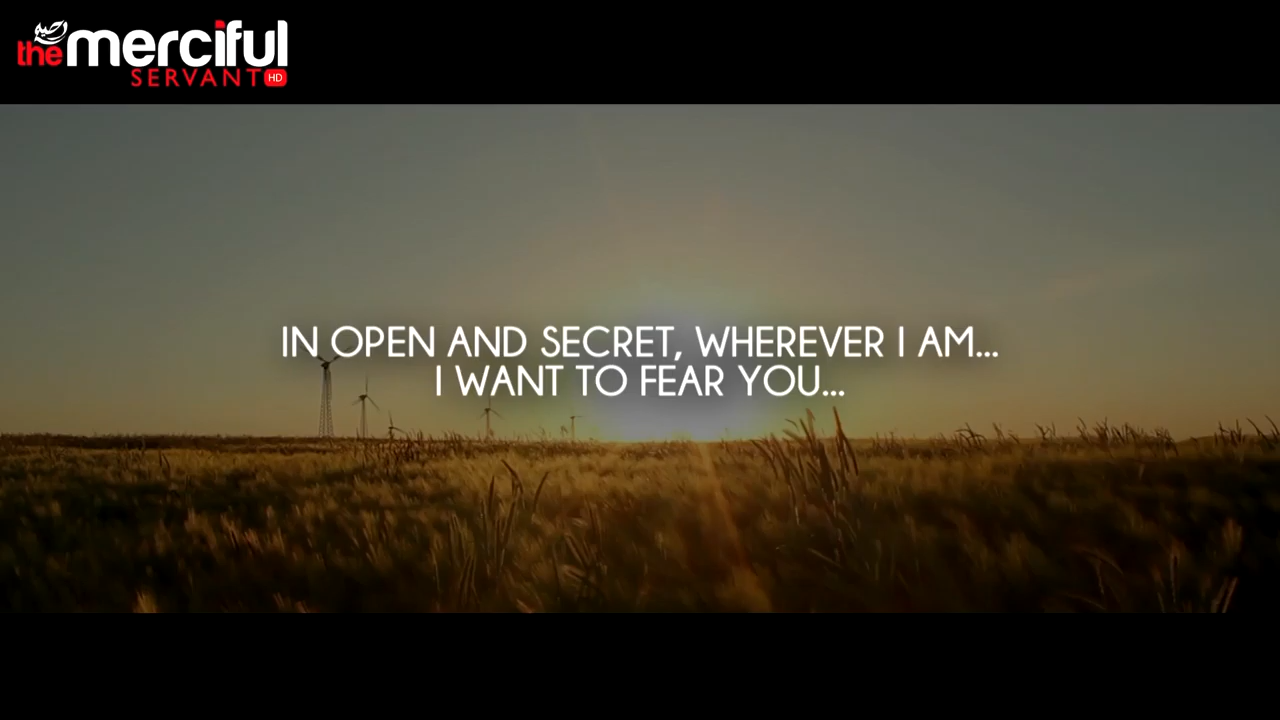 the merciful
SERVANT HD
IN OPEN AND SECRET, WHEREVER I AM...
I WANT TO FEAR YOU...